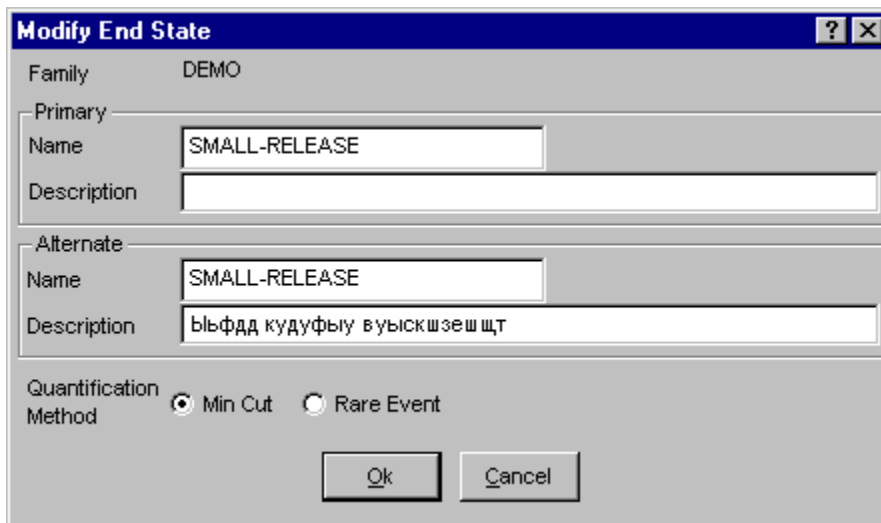 Modify End State
Family DEMO
Primary
Name SMALL-RELEASE
Description
Alternate
Name SMALL-RELEASE
Description Ыьфдд кудуфыу вуыскшзешщт
Quantification
Method Min Cut Rare Event
Ok Cancel